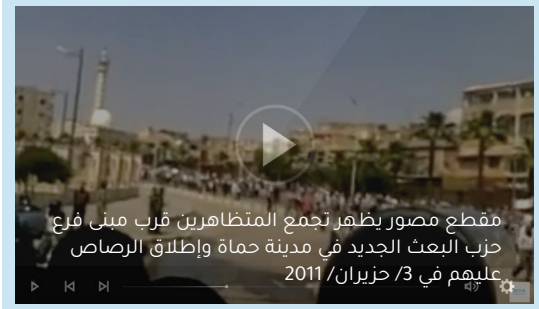 مقطع مصور يظهر تجمع المتظاهرين قرب مبنى فرع
حزب البعث الجديد في مدينة حماة وإطلاق الرصاص
عليهم في 3/ حزيران/ 2011